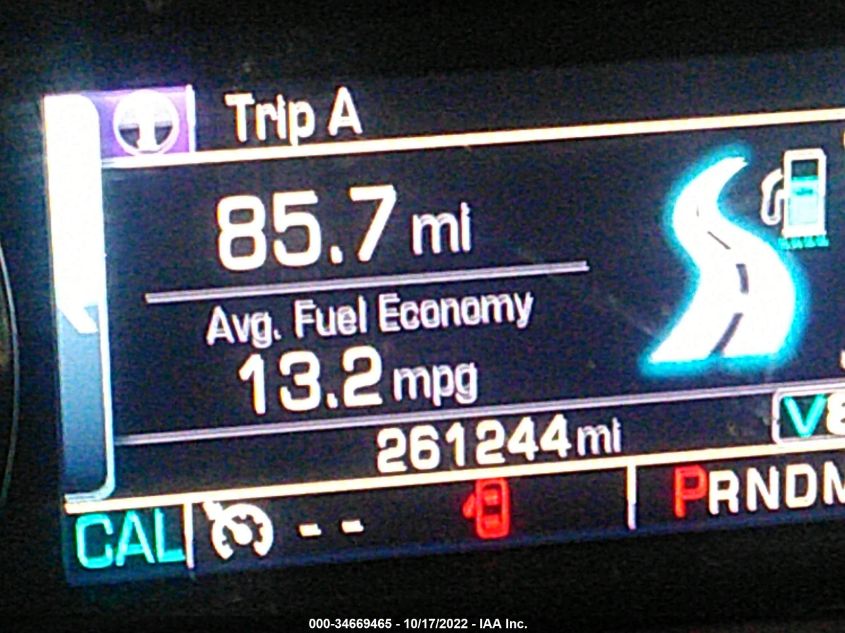 Trip A
85.7 mi
Avg. Fuel Economy
13.2 mpg
261244 mi
V8
CAL -- PRNDM
000-34669465 - 10/17/2022 - IAA Inc.